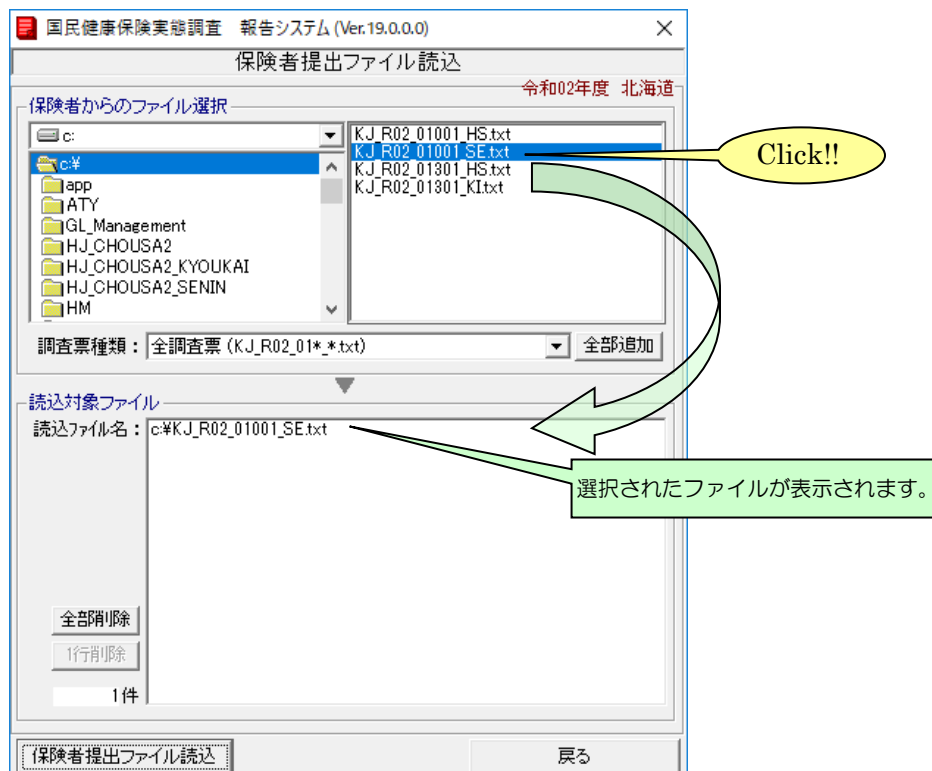 国民健康保険実態調査 報告システム (Ver.19.0.0.0)
保険者提出ファイル読込
令和02年度 北海道
保険者からのファイル選択
c:
c:¥
app
ATY
GL_Management
HJ_CHOUSA2
HJ_CHOUSA2_KYOUKAI
HJ_CHOUSA2_SENIN
HM
KJ_R02_01001_HS.txt
KJ_R02_01001_SE.txt
KJ_R02_01301_HS.txt
KJ_R02_01301_KI.txt
Click!!
調査票種類：
全調査票 (KJ_R02_01*_*.txt)
全部追加
読込対象ファイル
読込ファイル名：
c:¥KJ_R02_01001_SE.txt
選択されたファイルが表示されます。
全部削除
1行削除
1件
保険者提出ファイル読込
戻る